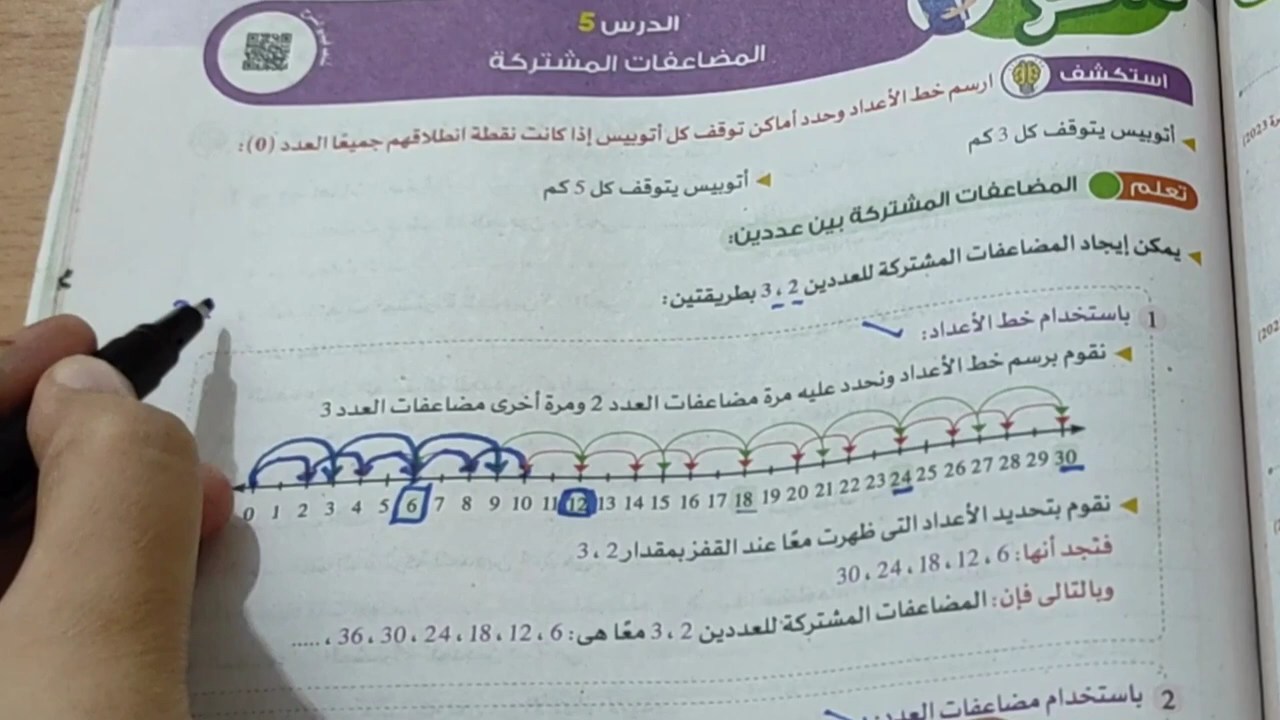 الدرس 5
المضاعفات المشتركة
استكشف
ارسم خط الأعداد وحدد أماكن توقف كل أتوبيس إذا كانت نقطة انطلاقهم جميعًا العدد (0):
أتوبيس يتوقف كل 3 كم
أتوبيس يتوقف كل 5 كم
تعلم
المضاعفات المشتركة بين عددين:
يمكن إيجاد المضاعفات المشتركة للعددين 2 ، 3 بطريقتين:
1 باستخدام خط الأعداد:
نقوم برسم خط الأعداد ونحدد عليه مرة مضاعفات العدد 2 ومرة أخرى مضاعفات العدد 3
0 1 2 3 4 5 6 7 8 9 10 11 12 13 14 15 16 17 18 19 20 21 22 23 24 25 26 27 28 29 30
نقوم بتحديد الأعداد التى ظهرت معًا عند القفز بمقدار 2 ، 3
فتجد أنها: 6 ، 12 ، 18 ، 24 ، 30
وبالتالى فإن: المضاعفات المشتركة للعددين 2 ، 3 معًا هى: 6 ، 12 ، 18 ، 24 ، 30 ، 36 ، .....
2 باستخدام مضاعفات العدد